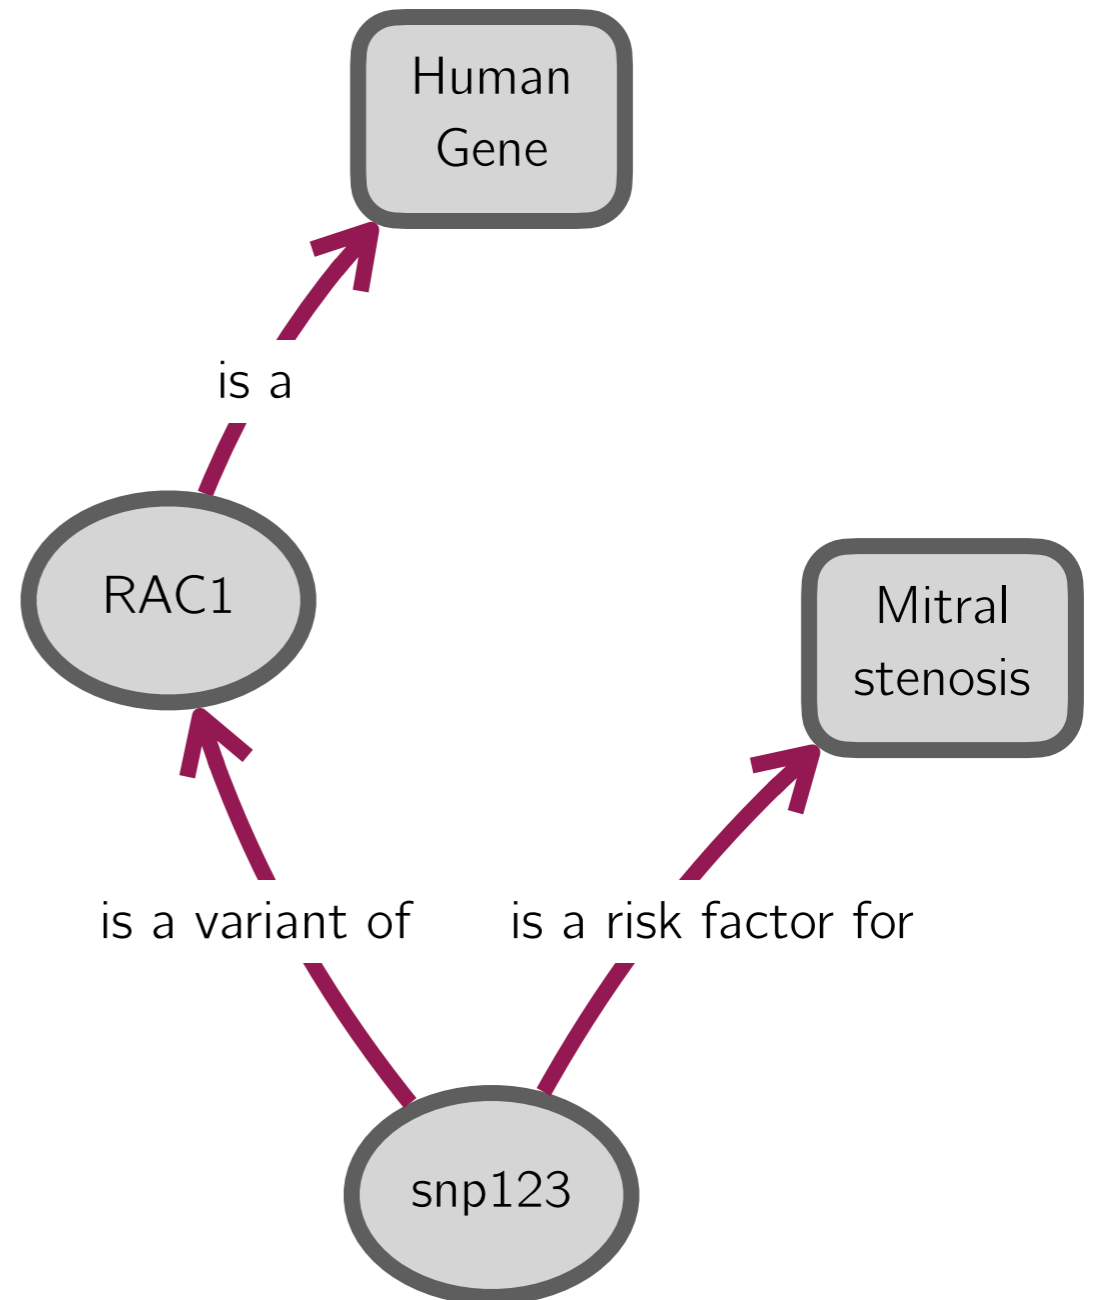 Human
Gene
is a
RAC1
Mitral
stenosis
is a variant of
is a risk factor for
snp123